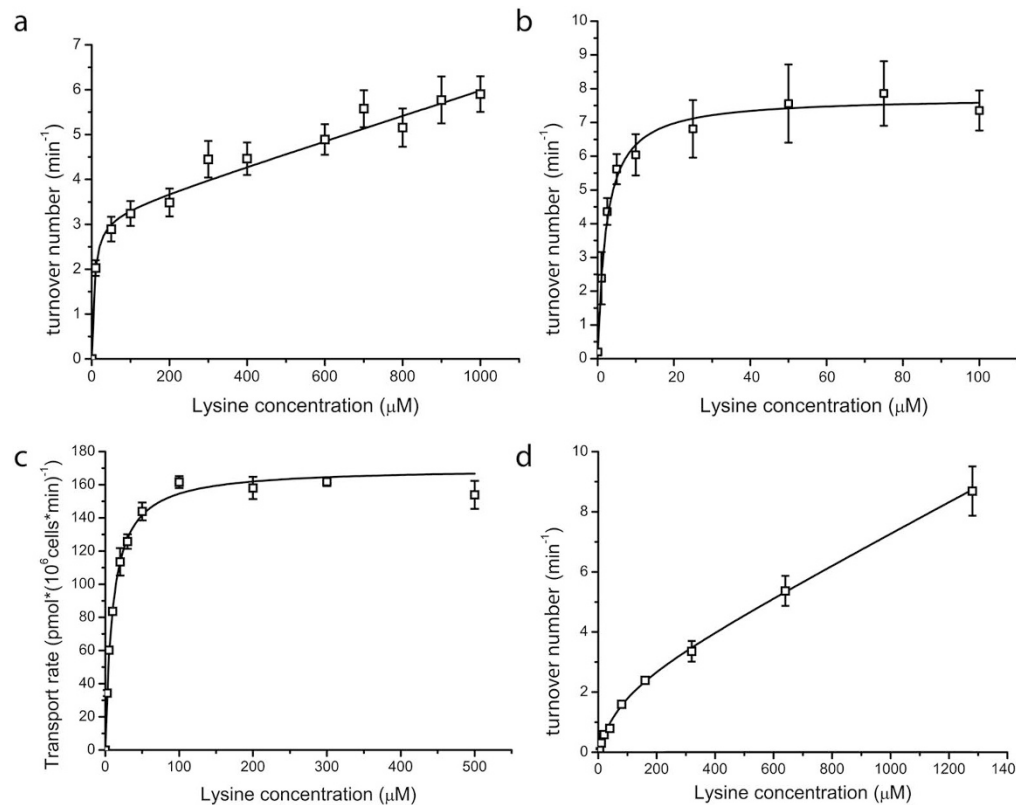 a
7
6
5
4
3
2
1
0
turnover number (min⁻¹)
0 200 400 600 800 1000
Lysine concentration (μM)
b
10
9
8
7
6
5
4
3
2
1
0
turnover number (min⁻¹)
0 20 40 60 80 100
Lysine concentration (μM)
c
180
160
140
120
100
80
60
40
20
0
Transport rate (pmol*(10⁶cells*min)⁻¹)
0 100 200 300 400 500
Lysine concentration (μM)
d
10
8
6
4
2
0
turnover number (min⁻¹)
0 200 400 600 800 1000 1200 140
Lysine concentration (μM)